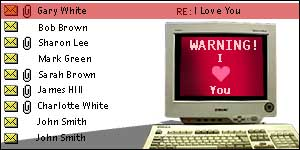 Gary White RE: I Love You
Bob Brown
Sharon Lee
Mark Green
Sarah Brown
James Hill
Charlotte White
John Smith
John Smith
WARNING!
I
You